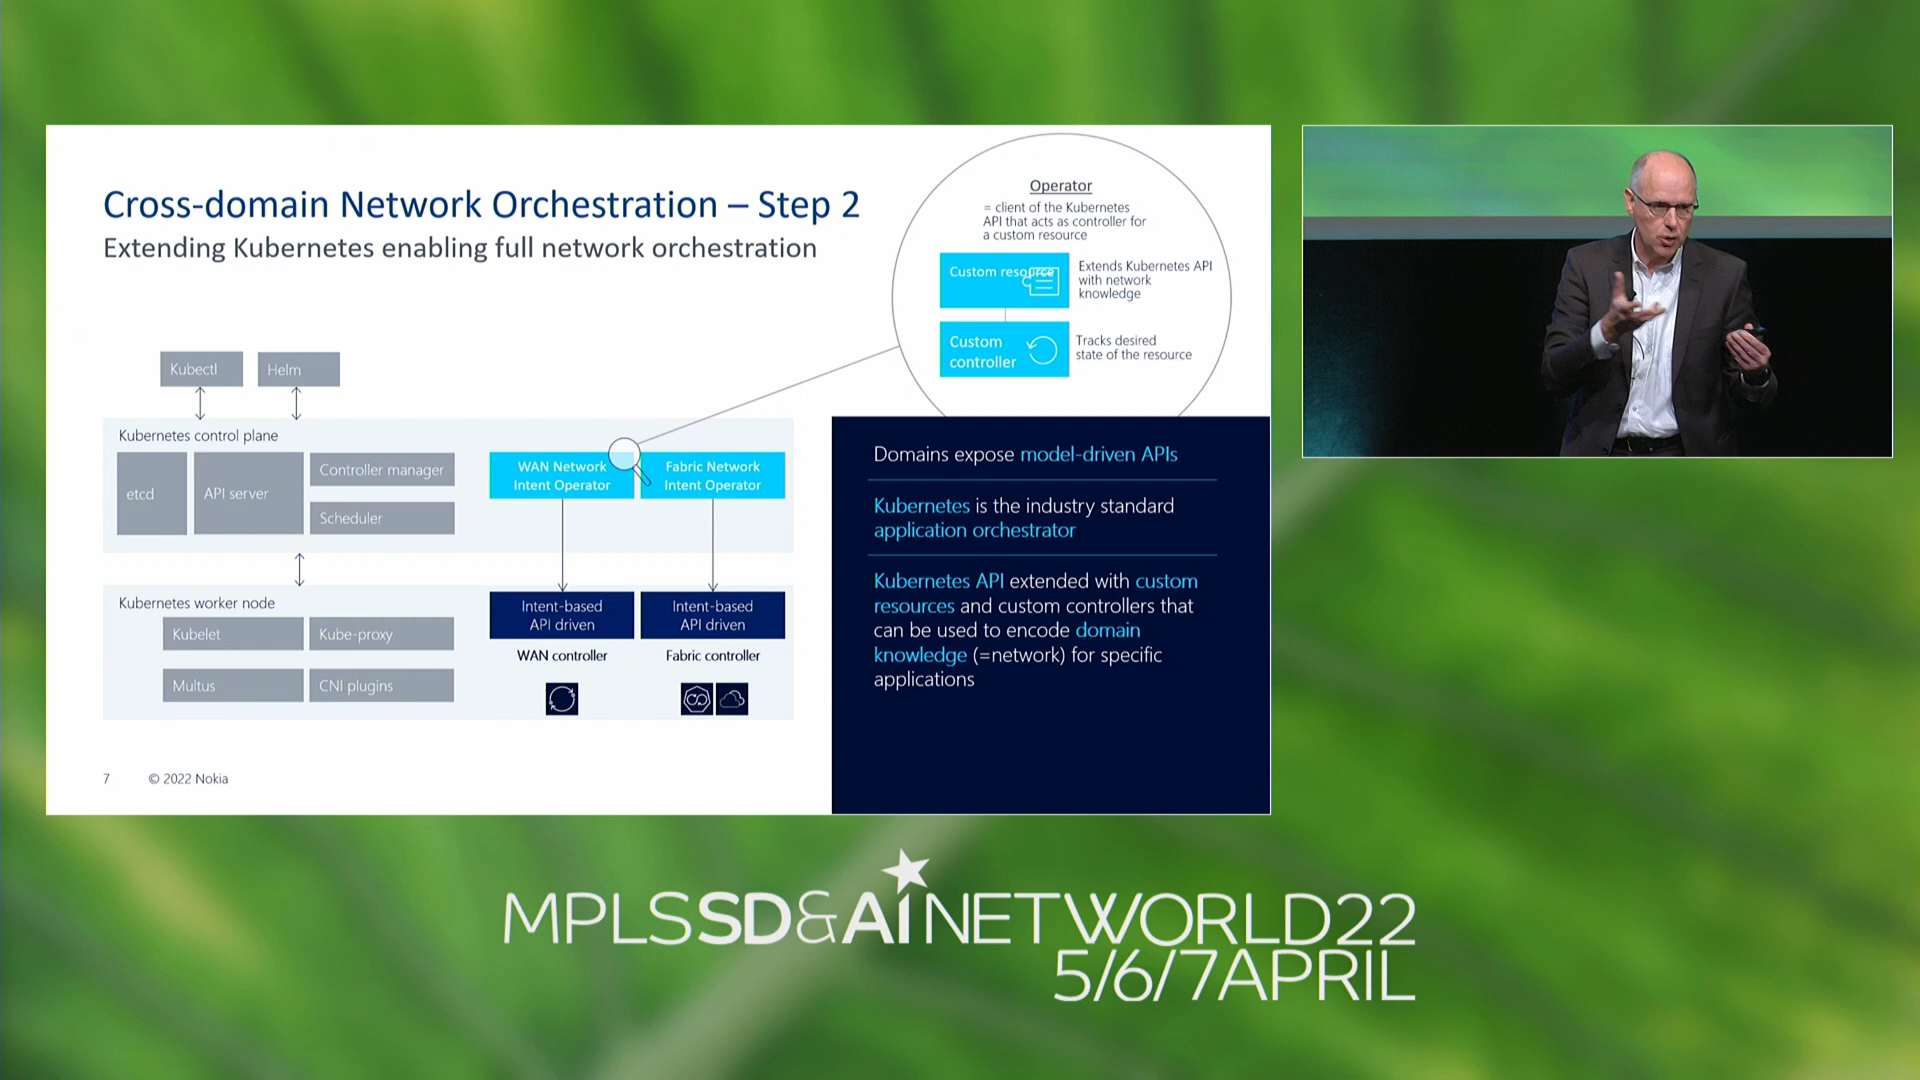 Cross-domain Network Orchestration – Step 2
Extending Kubernetes enabling full network orchestration
Operator
= client of the Kubernetes
API that acts as controller for
a custom resource
Custom resource
Extends Kubernetes API
with network
knowledge
Custom
controller
Tracks desired
state of the resource
Kubectl
Helm
Kubernetes control plane
etcd
API server
Controller manager
Scheduler
WAN Network
Intent Operator
Fabric Network
Intent Operator
Kubernetes worker node
Kubelet
Kube-proxy
Multus
CNI plugins
Intent-based
API driven
Intent-based
API driven
WAN controller
Fabric controller
Domains expose model-driven APIs
Kubernetes is the industry standard
application orchestrator
Kubernetes API extended with custom
resources and custom controllers that
can be used to encode domain
knowledge (=network) for specific
applications
7
© 2022 Nokia
MPLSSD&AINETWORLD22
5/6/7APRIL